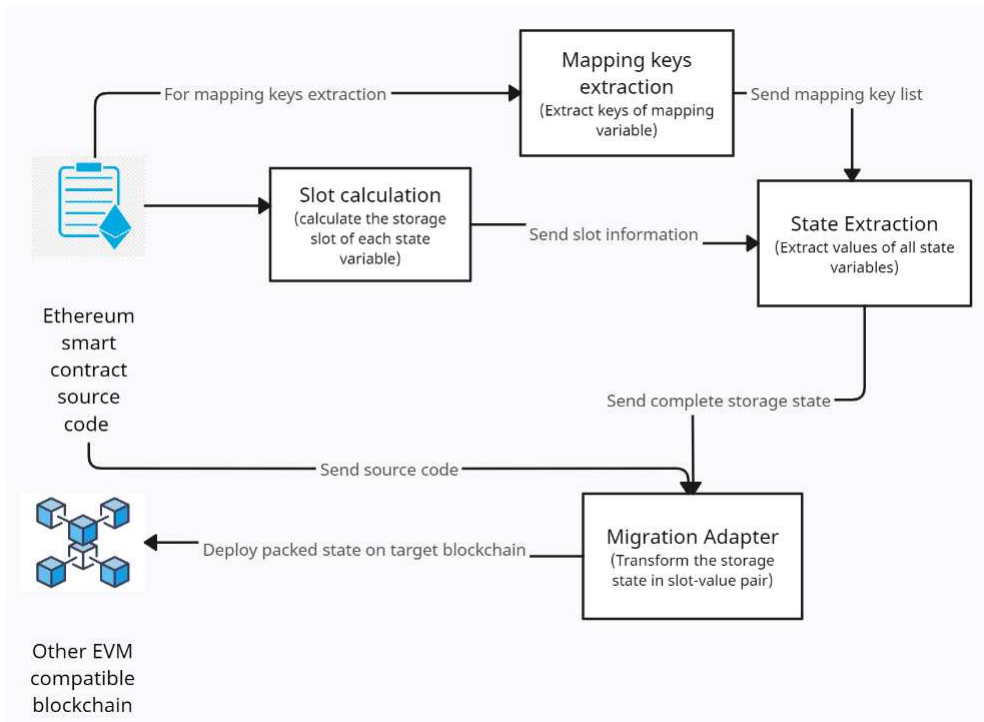 Mapping keys
extraction
(Extract keys of mapping
variable)
For mapping keys extraction
Send mapping key list
Slot calculation
(calculate the storage
slot of each state
variable)
Send slot information
State Extraction
(Extract values of all state
variables)
Ethereum
smart
contract
source
code
Send complete storage state
Send source code
Migration Adapter
(Transform the storage
state in slot-value pair)
Deploy packed state on target blockchain
Other EVM
compatible
blockchain